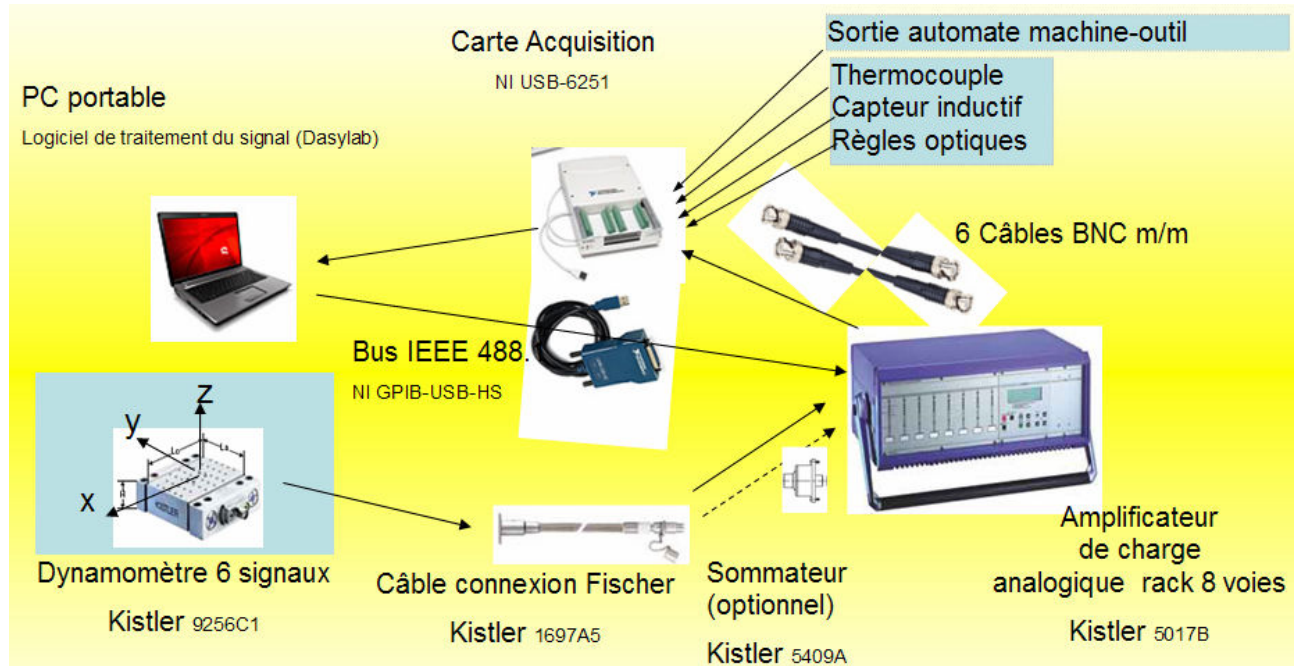 Carte Acquisition
NI USB-6251
Sortie automate machine-outil
Thermocouple
Capteur inductif
Règles optiques
PC portable
Logiciel de traitement du signal (Dasylab)
6 Câbles BNC m/m
Bus IEEE 488.
NI GPIB-USB-HS
z
y
x
Lc
H
KISTLER
Dynamomètre 6 signaux
Kistler 9256C1
Câble connexion Fischer
Kistler 1697A5
Sommateur
(optionnel)
Kistler 5409A
Amplificateur
de charge
analogique rack 8 voies
Kistler 5017B